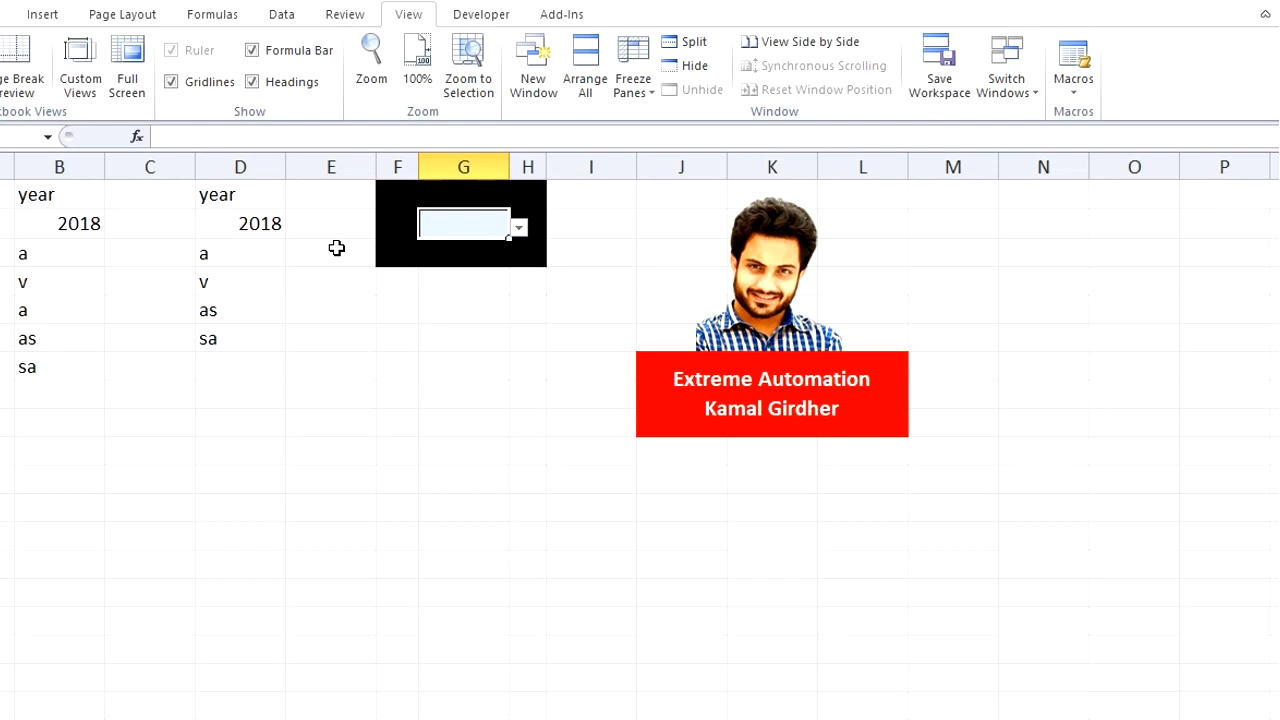 Insert Page Layout Formulas Data Review View Developer Add-Ins
Ruler Formula Bar
Gridlines Headings
Show
ge Break
review
Custom
Views
Full
Screen
kbook Views
Zoom
100%
Zoom to
Selection
Zoom
New
Window
Arrange
All
Freeze
Panes
Split
Hide
Unhide
View Side by Side
Synchronous Scrolling
Reset Window Position
Window
Save
Workspace
Switch
Windows
Macros
Macros
fx
B C D E F G H I J K L M N O P
year year
2018 2018
a a
v v
a as
as sa
sa
Extreme Automation
Kamal Girdher